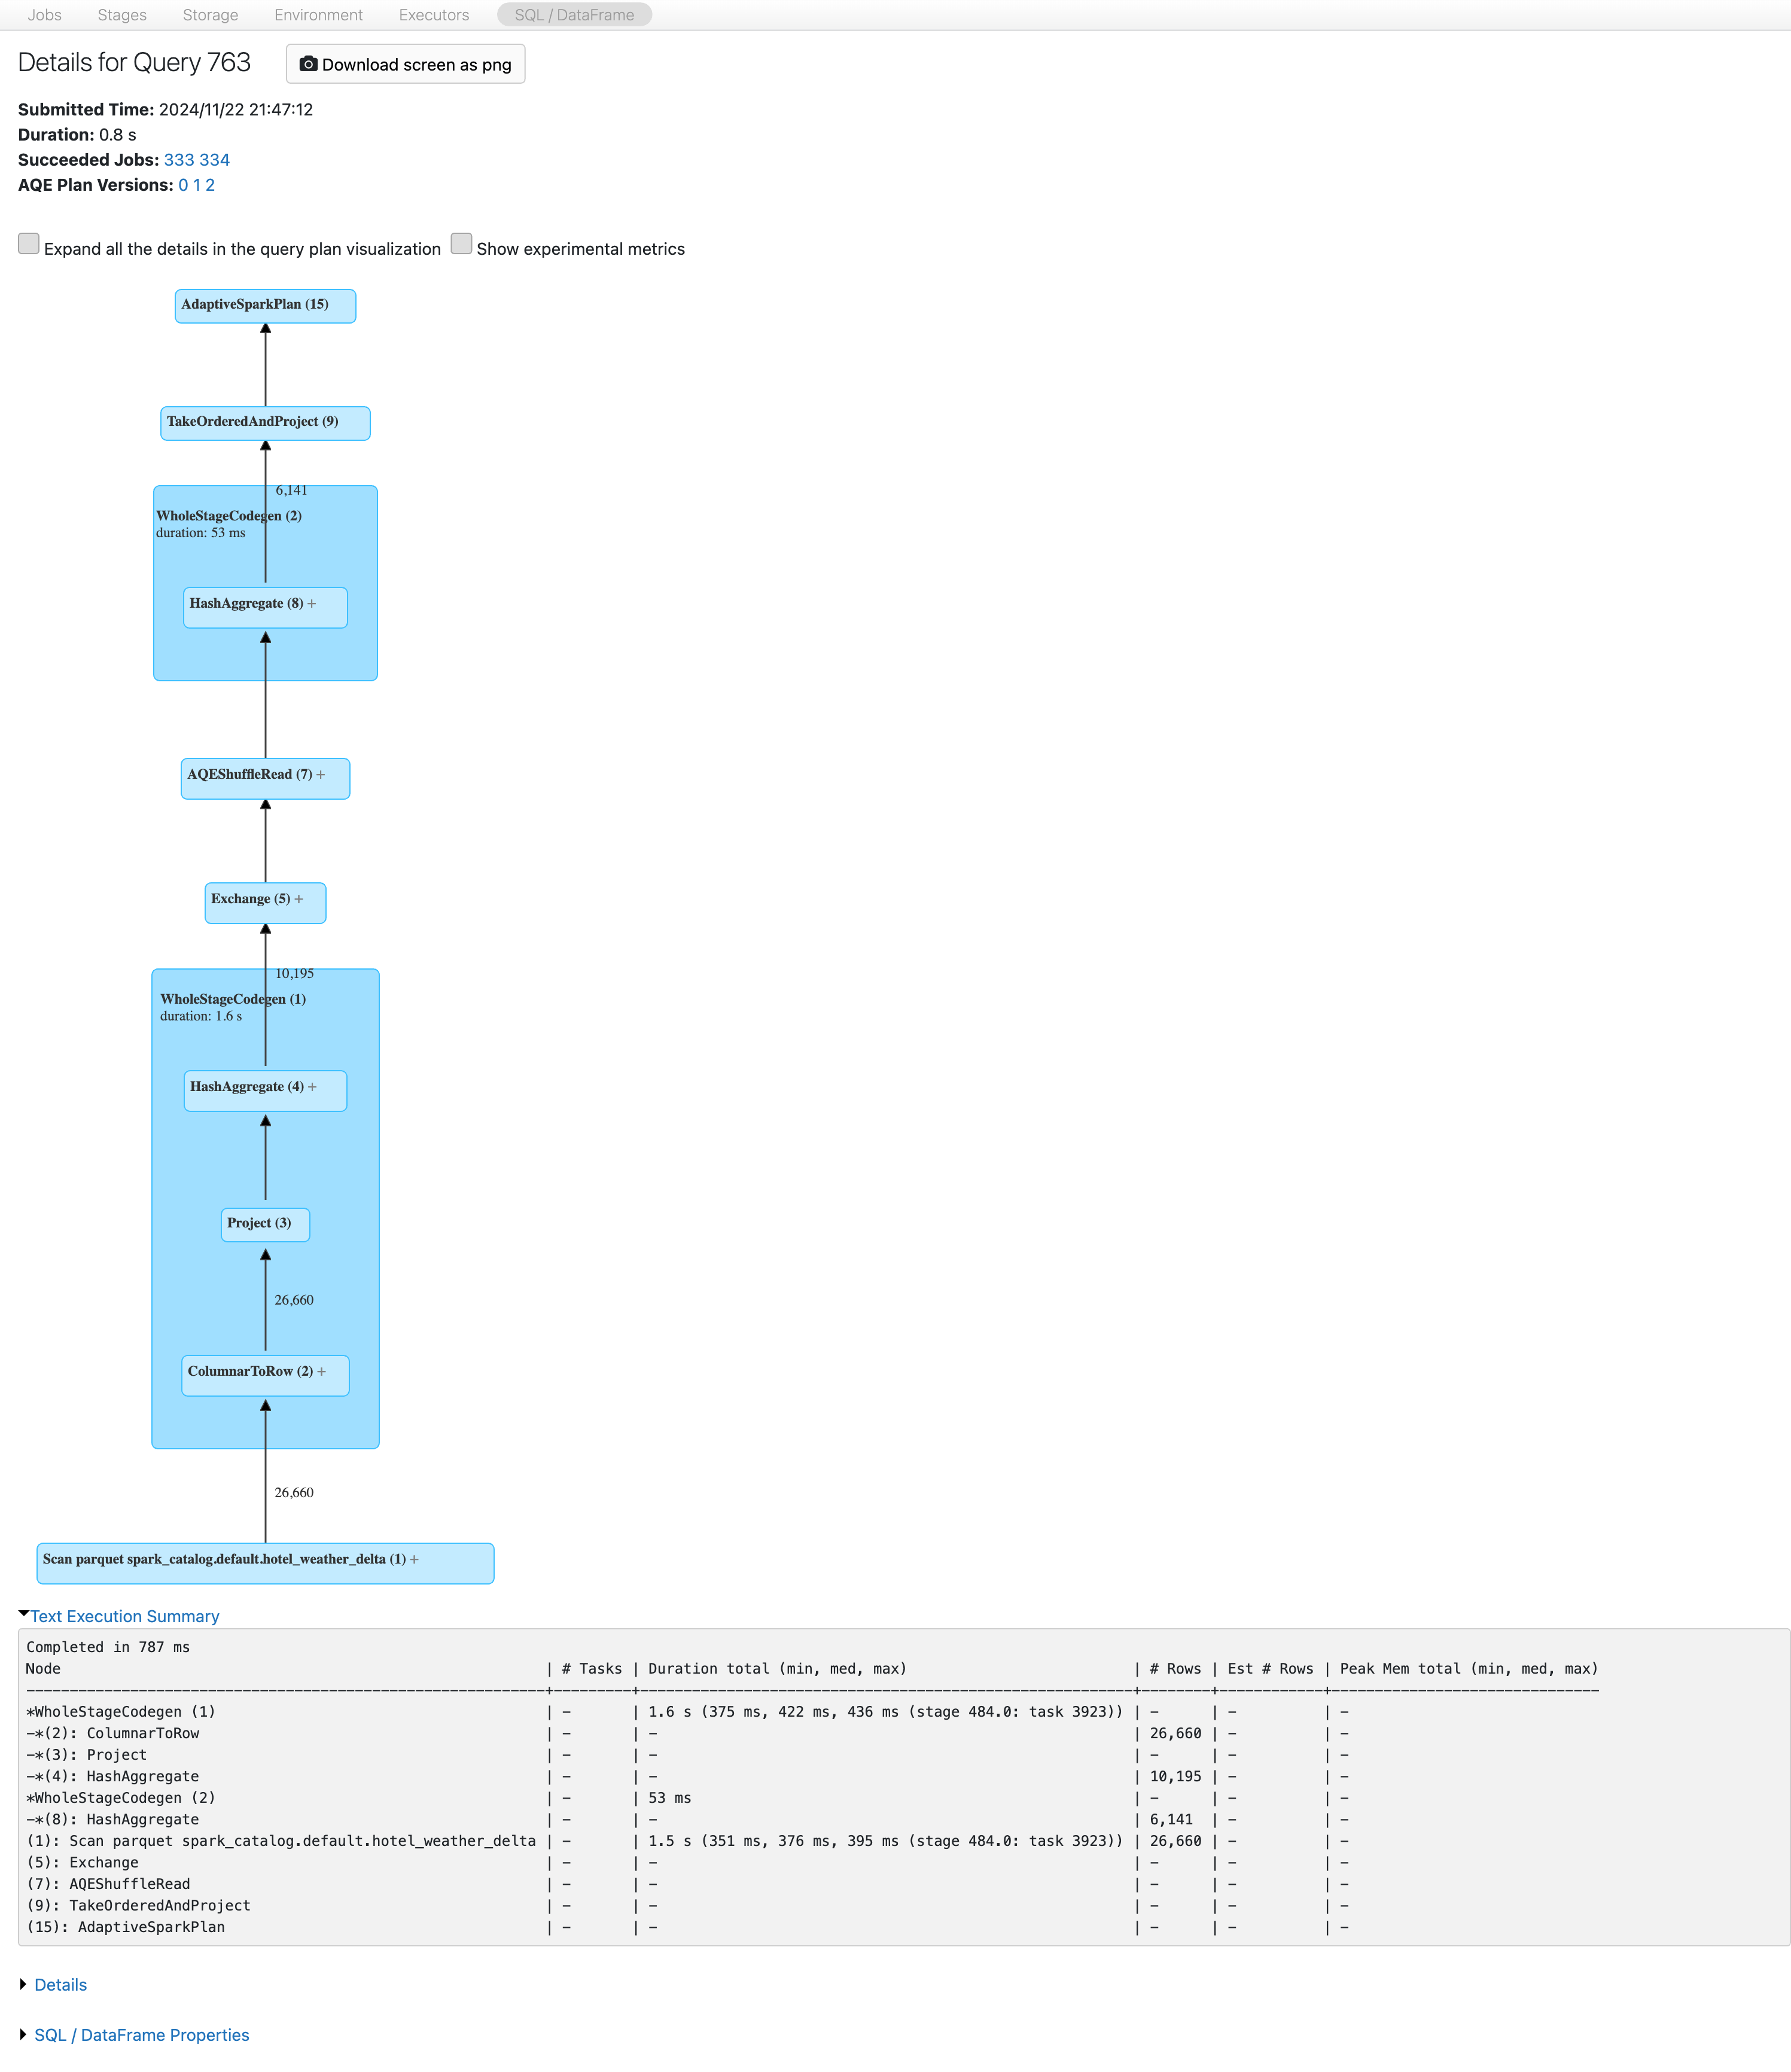 Jobs Stages Storage Environment Executors SQL / DataFrame
Details for Query 763 Download screen as png
Submitted Time: 2024/11/22 21:47:12
Duration: 0.8 s
Succeeded Jobs: 333 334
AQE Plan Versions: 0 1 2
Expand all the details in the query plan visualization Show experimental metrics
AdaptiveSparkPlan (15)
TakeOrderedAndProject (9)
6,141
WholeStageCodegen (2)
duration: 53 ms
HashAggregate (8) +
AQEShuffleRead (7) +
Exchange (5) +
10,195
WholeStageCodegen (1)
duration: 1.6 s
HashAggregate (4) +
Project (3)
26,660
ColumnarToRow (2) +
26,660
Scan parquet spark_catalog.default.hotel_weather_delta (1) +
Text Execution Summary
Completed in 787 ms
Node | # Tasks | Duration total (min, med, max) | # Rows | Est # Rows | Peak Mem total (min, med, max)
*WholeStageCodegen (1) | - | 1.6 s (375 ms, 422 ms, 436 ms (stage 484.0: task 3923)) | - | - | -
-*(2): ColumnarToRow | - | - | 26,660 | - | -
-*(3): Project | - | - | - | - | -
-*(4): HashAggregate | - | - | 10,195 | - | -
*WholeStageCodegen (2) | - | 53 ms | - | - | -
-*(8): HashAggregate | - | - | 6,141 | - | -
(1): Scan parquet spark_catalog.default.hotel_weather_delta | - | 1.5 s (351 ms, 376 ms, 395 ms (stage 484.0: task 3923)) | 26,660 | - | -
(5): Exchange | - | - | - | - | -
(7): AQEShuffleRead | - | - | - | - | -
(9): TakeOrderedAndProject | - | - | - | - | -
(15): AdaptiveSparkPlan | - | - | - | - | -
Details
SQL / DataFrame Properties